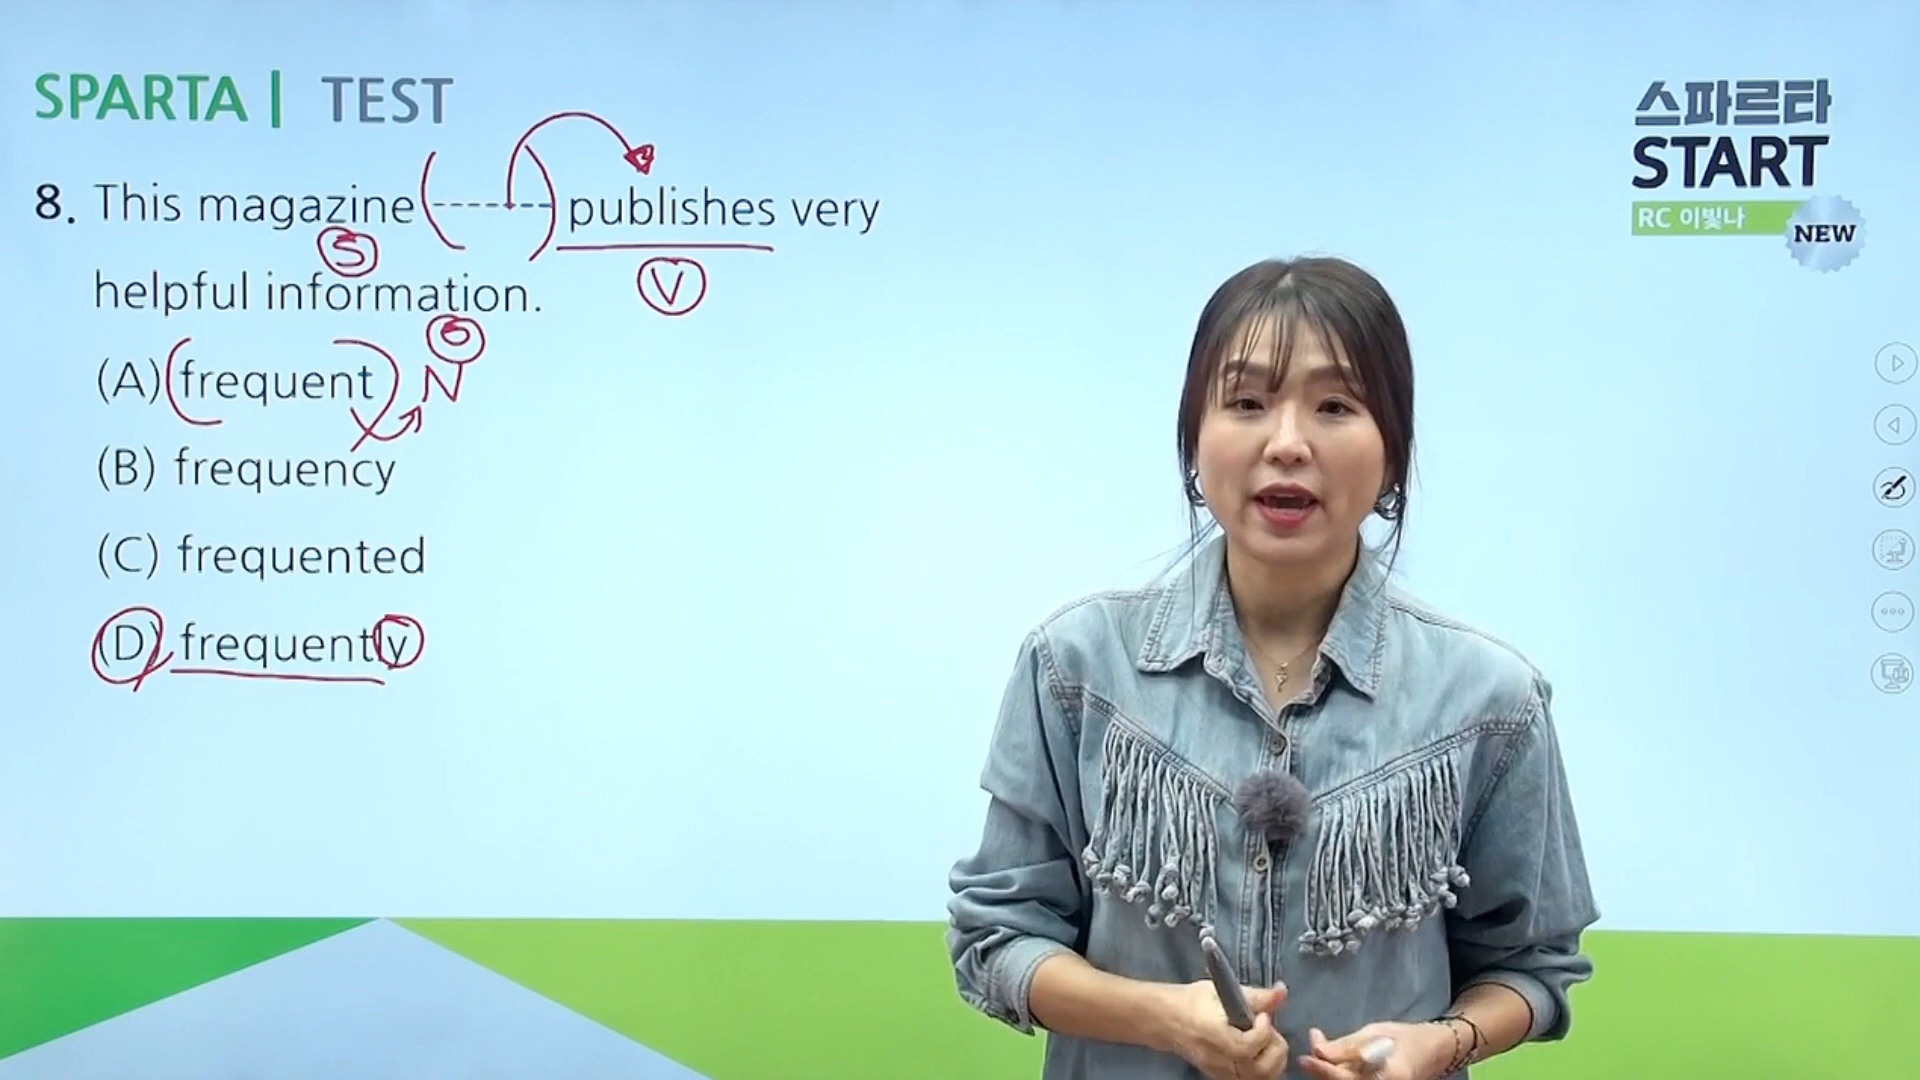 SPARTA | TEST
8. This magazine (------) publishes very
S
V
helpful information.
O
(A) (frequent) N
(B) frequency
(C) frequented
(D) frequently
스파르타
START
RC 이빛나
NEW